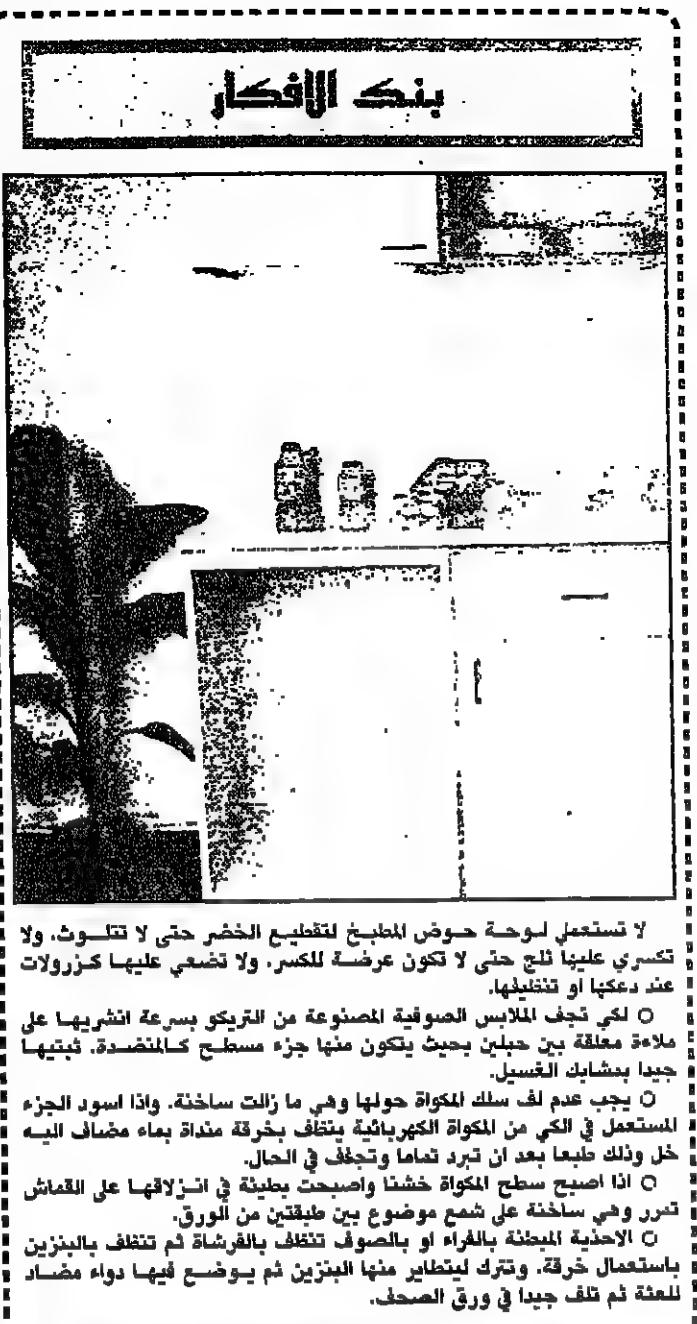 بنك الافكار
لا تستعملي لوحة حوض المطبخ لتقطيع الخضر حتى لا تتلوث، ولا
تكسري عليها ثلج حتى لا تكون عرضة للكسر، ولا تضعي عليها كزرولات
عند دعكها او تنظيفها.
○ لكي تجف الملابس الصوفية المصنوعة من التريكو بسرعة انشريها على
ملاءة معلقة بين حبلين بحيث يتكون منها جزء مسطح كالمنضدة، ثبتيها
جيدا بمشابك الغسيل.
○ يجب عدم لف سلك المكواة حولها وهي ما زالت ساخنة. واذا اسود الجزء
المستعمل في الكي من المكواة الكهربائية ينظف بخرقة منداة بماء مضاف اليه
خل وذلك طبعا بعد ان تبرد تماما وتجفف في الحال.
○ اذا اصبح سطح المكواة خشنا واصبحت بطيئة في انزلاقها على القماش
تمرر وهي ساخنة على شمع موضوع بين طبقتين من الورق.
○ الاحذية المبطنة بالفراء او بالصوف تنظف بالفرشاة ثم تنظف بالبنزين
باستعمال خرقة، وتترك ليتطاير منها البنزين ثم يوضع فيها دواء مضاد
للعثة ثم تلف جيدا في ورق الصحف.